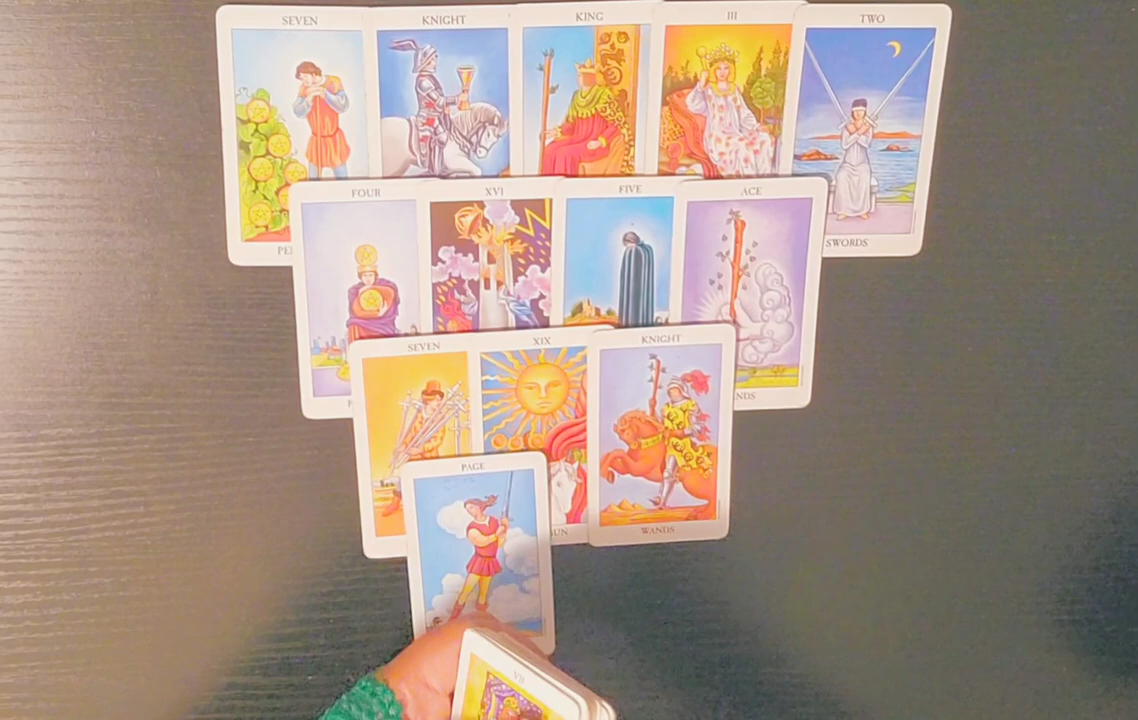 SEVEN
KNIGHT
KING
III
TWO
PE
SWORDS
FOUR
XVI
FIVE
ACE
P
NDS
SEVEN
XIX
KNIGHT
UN
WANDS
PAGE
VII